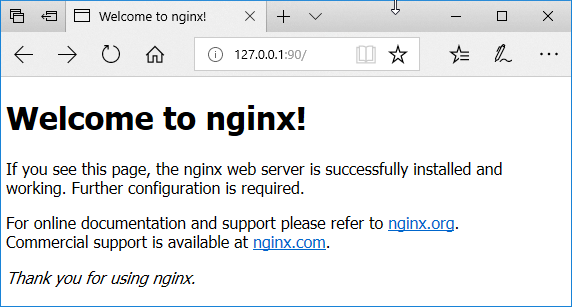 Welcome to nginx!
127.0.0.1:90/
Welcome to nginx!
If you see this page, the nginx web server is successfully installed and
working. Further configuration is required.
For online documentation and support please refer to nginx.org.
Commercial support is available at nginx.com.
Thank you for using nginx.